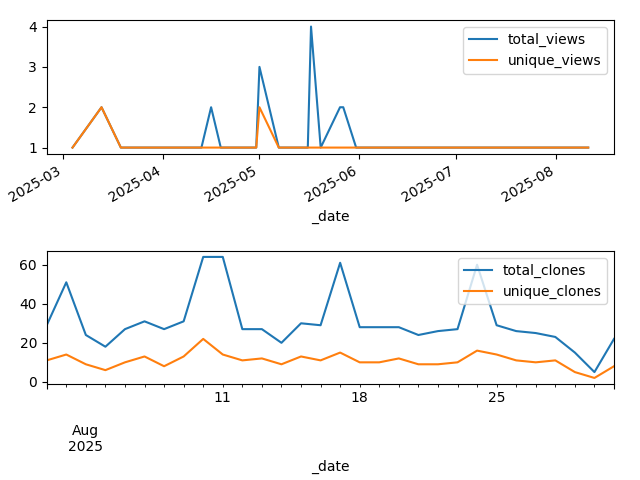 4
3
2
1
total_views
unique_views
2025-03
2025-04
2025-05
2025-06
2025-07
2025-08
_date
60
40
20
0
total_clones
unique_clones
11
18
25
Aug
2025
_date